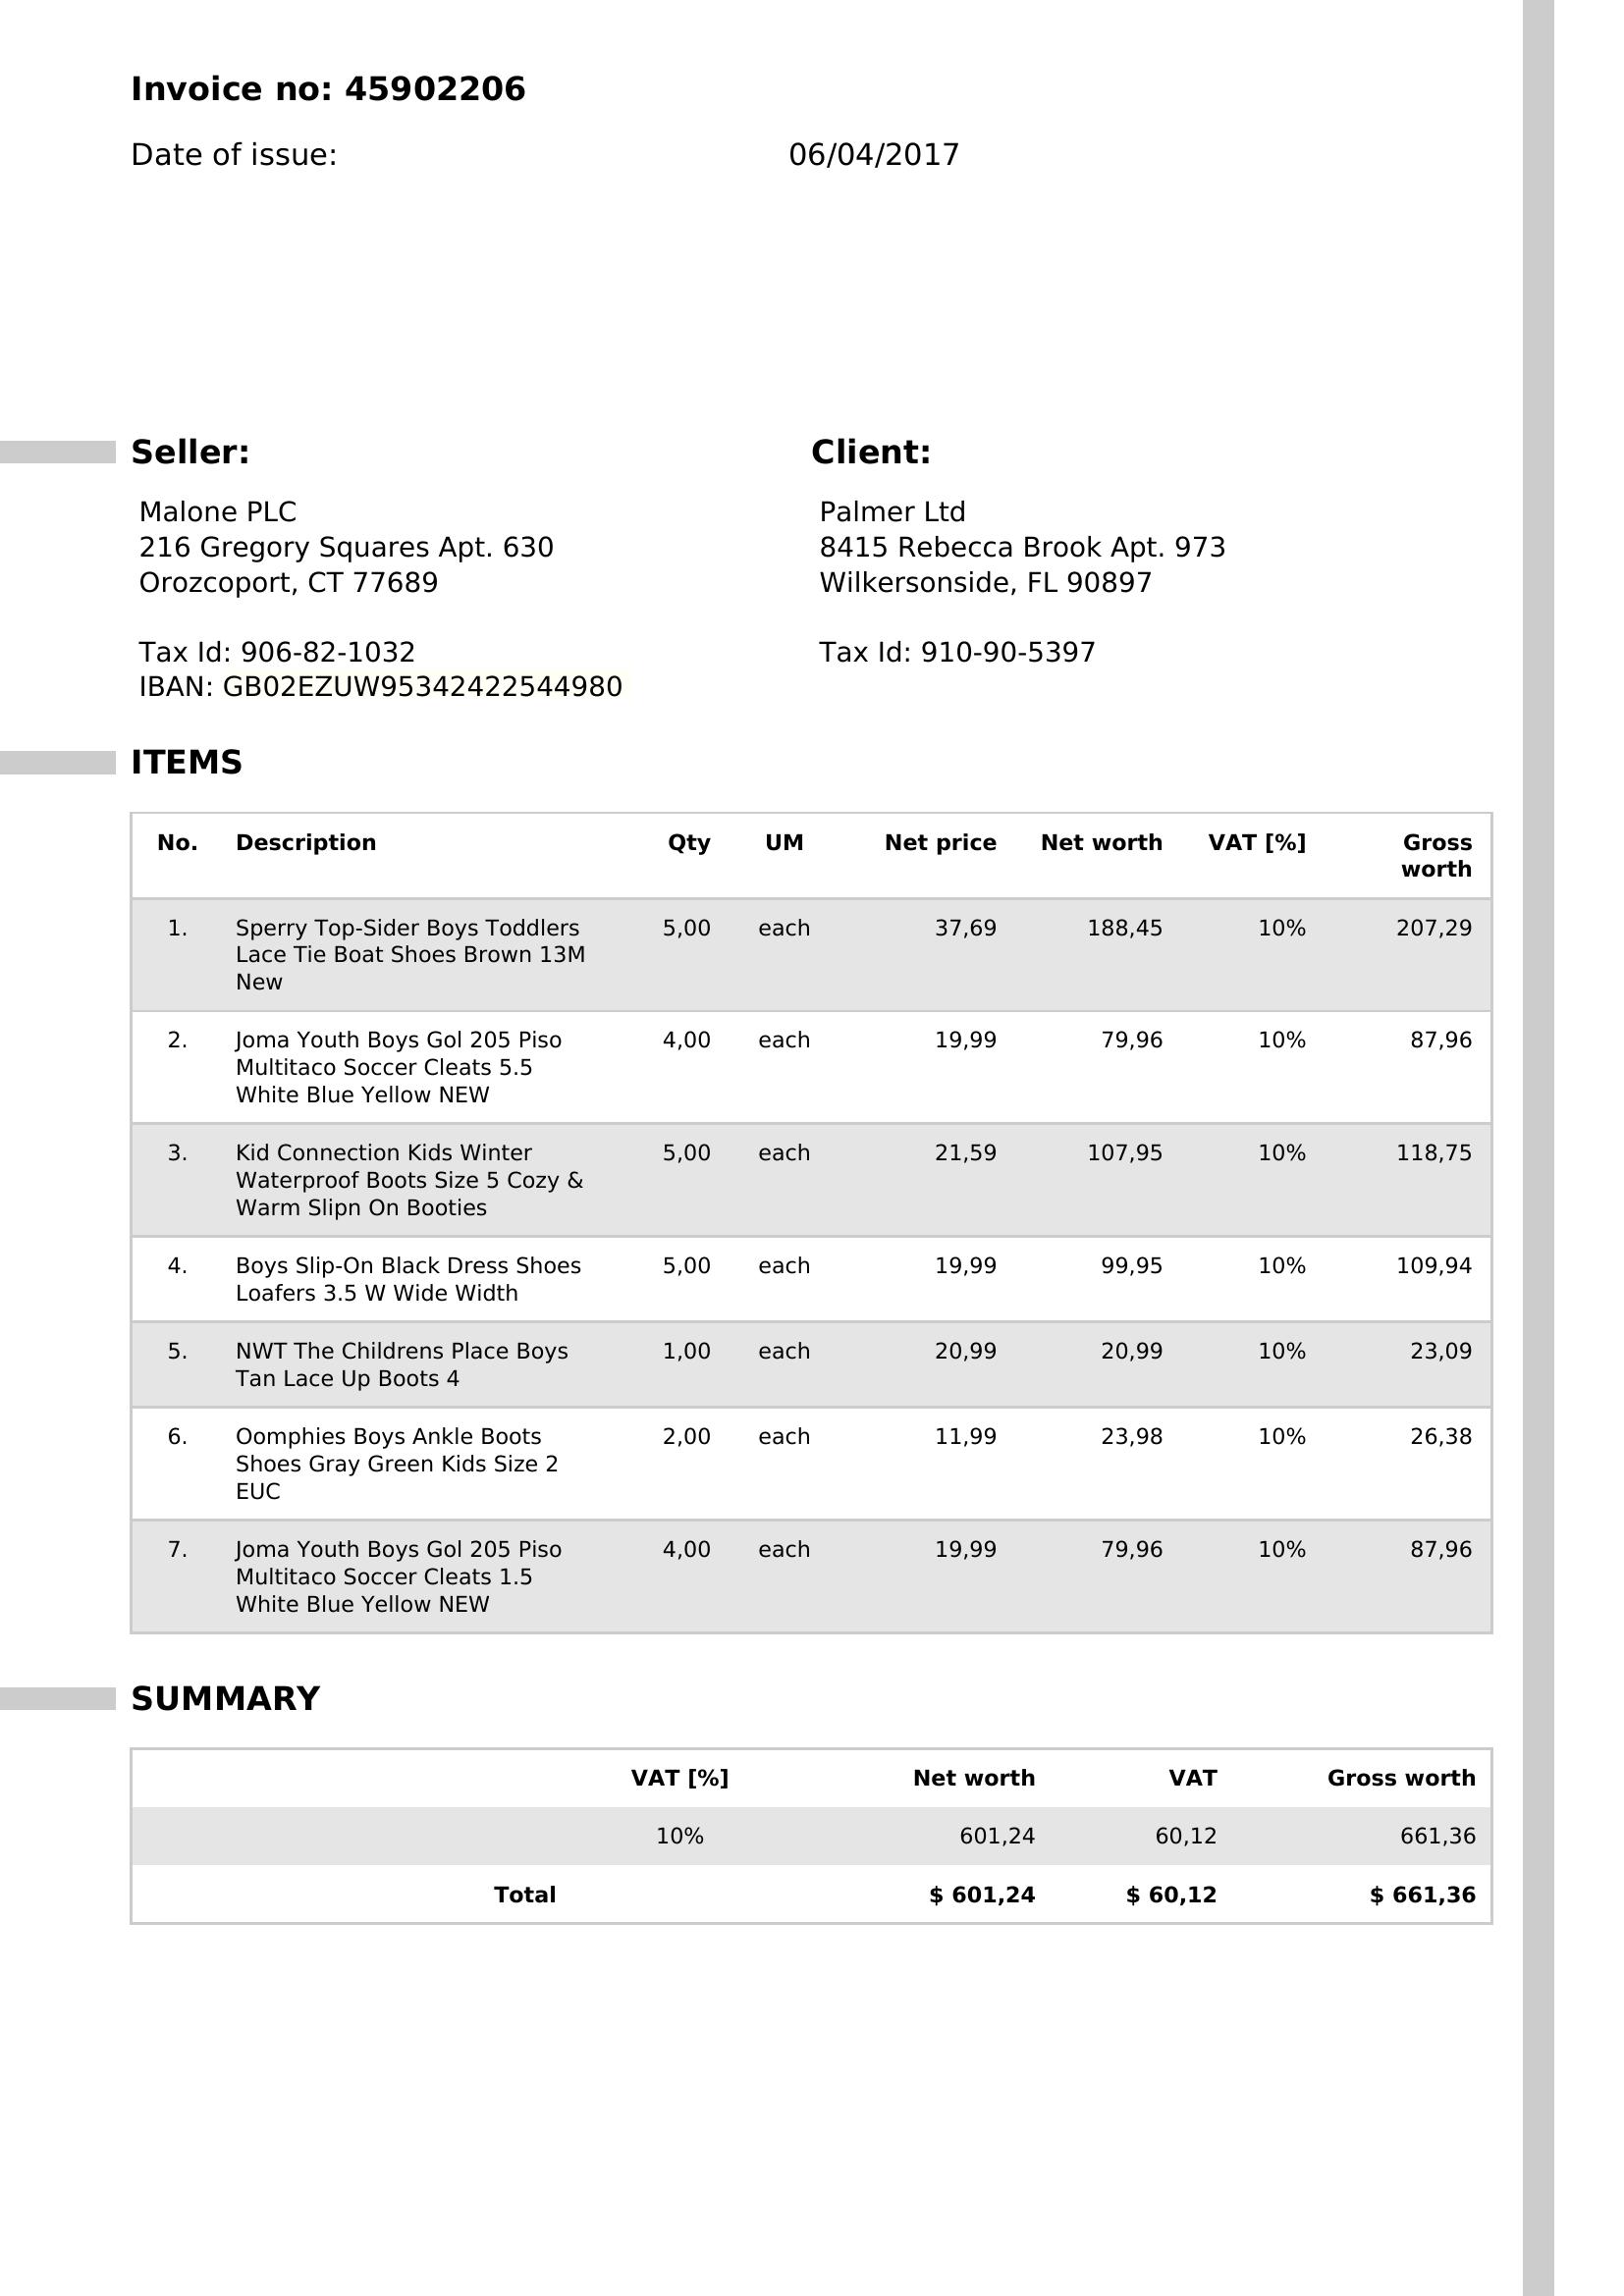 Invoice no: 45902206
Date of issue: 06/04/2017
Seller:
Malone PLC
216 Gregory Squares Apt. 630
Orozcoport, CT 77689
Tax Id: 906-82-1032
IBAN: GB02EZUW95342422544980
Client:
Palmer Ltd
8415 Rebecca Brook Apt. 973
Wilkersonside, FL 90897
Tax Id: 910-90-5397
ITEMS
No. Description Qty UM Net price Net worth VAT [%] Gross
worth
1. Sperry Top-Sider Boys Toddlers 5,00 each 37,69 188,45 10% 207,29
Lace Tie Boat Shoes Brown 13M
New
2. Joma Youth Boys Gol 205 Piso 4,00 each 19,99 79,96 10% 87,96
Multitaco Soccer Cleats 5.5
White Blue Yellow NEW
3. Kid Connection Kids Winter 5,00 each 21,59 107,95 10% 118,75
Waterproof Boots Size 5 Cozy &
Warm Slipn On Booties
4. Boys Slip-On Black Dress Shoes 5,00 each 19,99 99,95 10% 109,94
Loafers 3.5 W Wide Width
5. NWT The Childrens Place Boys 1,00 each 20,99 20,99 10% 23,09
Tan Lace Up Boots 4
6. Oomphies Boys Ankle Boots 2,00 each 11,99 23,98 10% 26,38
Shoes Gray Green Kids Size 2
EUC
7. Joma Youth Boys Gol 205 Piso 4,00 each 19,99 79,96 10% 87,96
Multitaco Soccer Cleats 1.5
White Blue Yellow NEW
SUMMARY
VAT [%] Net worth VAT Gross worth
10% 601,24 60,12 661,36
Total $ 601,24 $ 60,12 $ 661,36